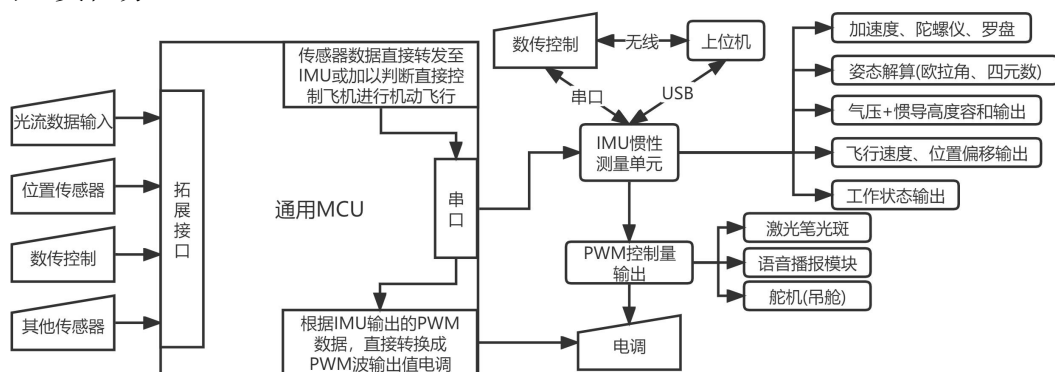 光流数据输入
位置传感器
数传控制
其他传感器
拓
展
接
口
传感器数据直接转发至
IMU或加以判断直接控
制飞机进行机动飞行
通用MCU
串
口
根据IMU输出的PWM
数据，直接转换成
PWM波输出值电调
数传控制
无线
上位机
串口
USB
IMU惯性
测量单元
PWM控制量
输出
电调
加速度、陀螺仪、罗盘
姿态解算(欧拉角、四元数)
气压+惯导高度容和输出
飞行速度、位置偏移输出
工作状态输出
激光笔光斑
语音播报模块
舵机(吊舱)